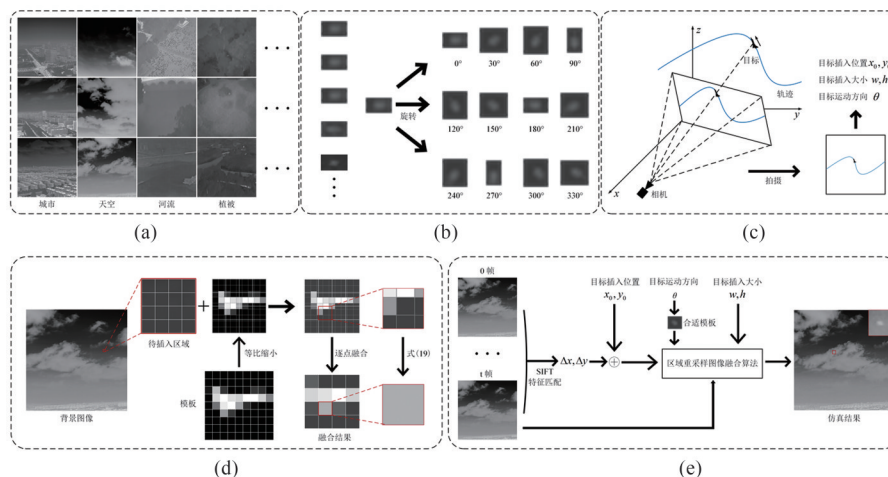 城市 天空 河流 植被
(a)
旋转
0° 30° 60° 90°
120° 150° 180° 210°
240° 270° 300° 330°
(b)
z
目标
轨迹
y
x
相机
拍摄
目标插入位置 x₀, y₀
目标插入大小 w, h
目标运动方向 θ
(c)
背景图像
待插入区域
等比缩小
模板
逐点融合
式(19)
融合结果
(d)
0 帧
t 帧
SIFT
特征匹配
Δx, Δy
目标插入位置
x₀, y₀
目标运动方向
θ
合适模板
目标插入大小
w, h
区域重采样图像融合算法
仿真结果
(e)